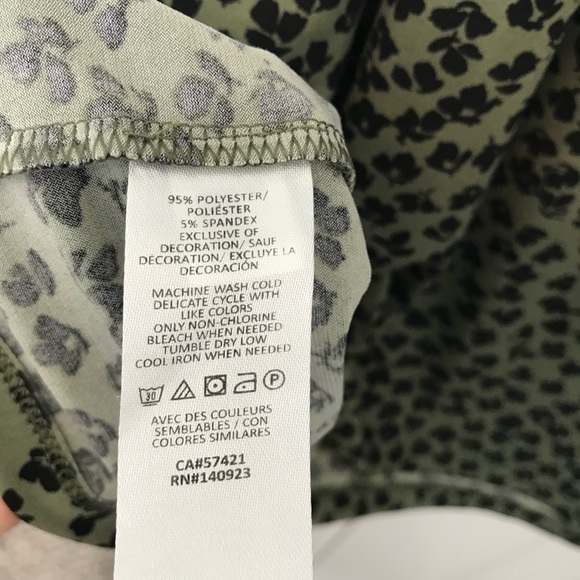 95% POLYESTER/
POLIÉSTER
5% SPANDEX
EXCLUSIVE OF
DECORATION/ SAUF
DÉCORATION/ EXCLUYE LA
DECORACIÓN
MACHINE WASH COLD
DELICATE CYCLE WITH
LIKE COLORS
ONLY NON-CHLORINE
BLEACH WHEN NEEDED
TUMBLE DRY LOW
COOL IRON WHEN NEEDED
30 P
AVEC DES COULEURS
SEMBLABLES / CON
COLORES SIMILARES
CA#57421
RN#140923